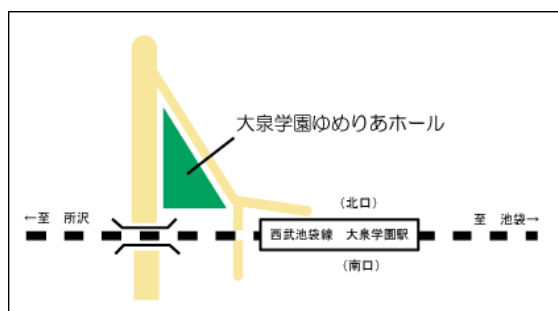 大泉学園ゆめりあホール
(北口)
←至 所沢
至 池袋→
西武池袋線 大泉学園駅
(南口)